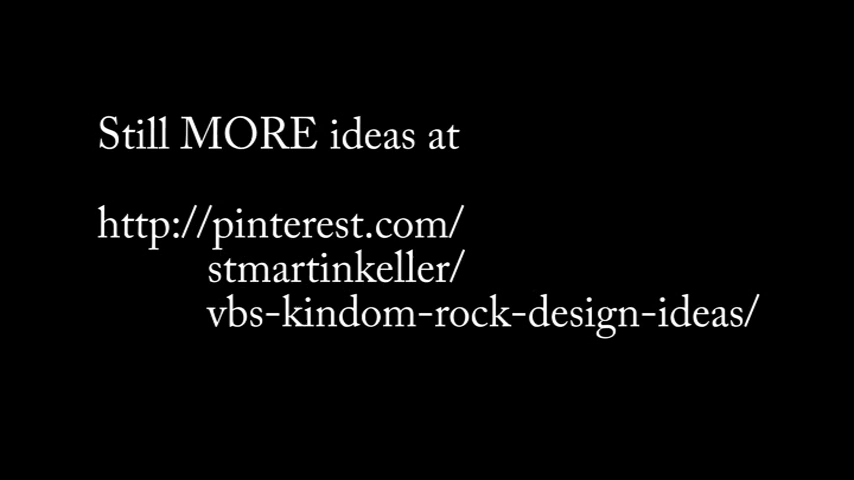 Still MORE ideas at
http://pinterest.com/
stmartinkeller/
vbs-kindom-rock-design-ideas/